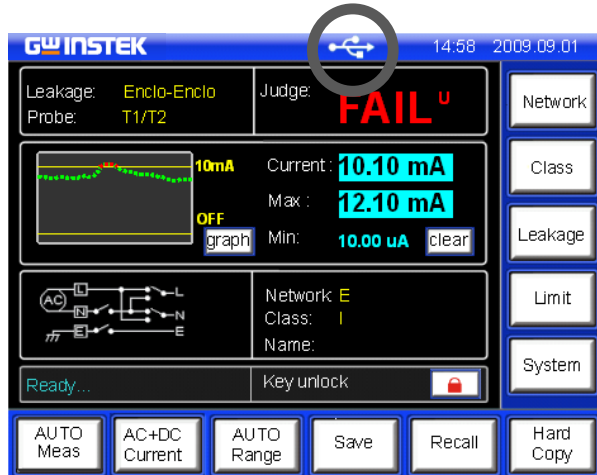 GWINSTEK 14:58 2009.09.01
Leakage: Enclo-Enclo
Probe: T1/T2
Judge: FAIL U
10mA
OFF
graph
Current: 10.10 mA
Max : 12.10 mA
Min: 10.00 uA clear
AC L L
N N
E E
Network: E
Class: I
Name:
Ready...
Key unlock
Network
Class
Leakage
Limit
System
AUTO
Meas
AC+DC
Current
AUTO
Range
Save
Recall
Hard
Copy